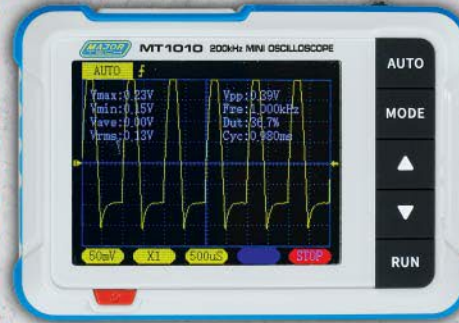 MAJOR MT1010 200kHz MINI OSCILLOSCOPE
AUTO
Vmax:0.23V Vpp:0.39V
Vmin:0.15V Fre:1.000kHz
Vave:0.00V Dut:36.7%
Vrms:0.13V Cyc:0.980ms
50mV X1 500uS STOP
AUTO
MODE
RUN